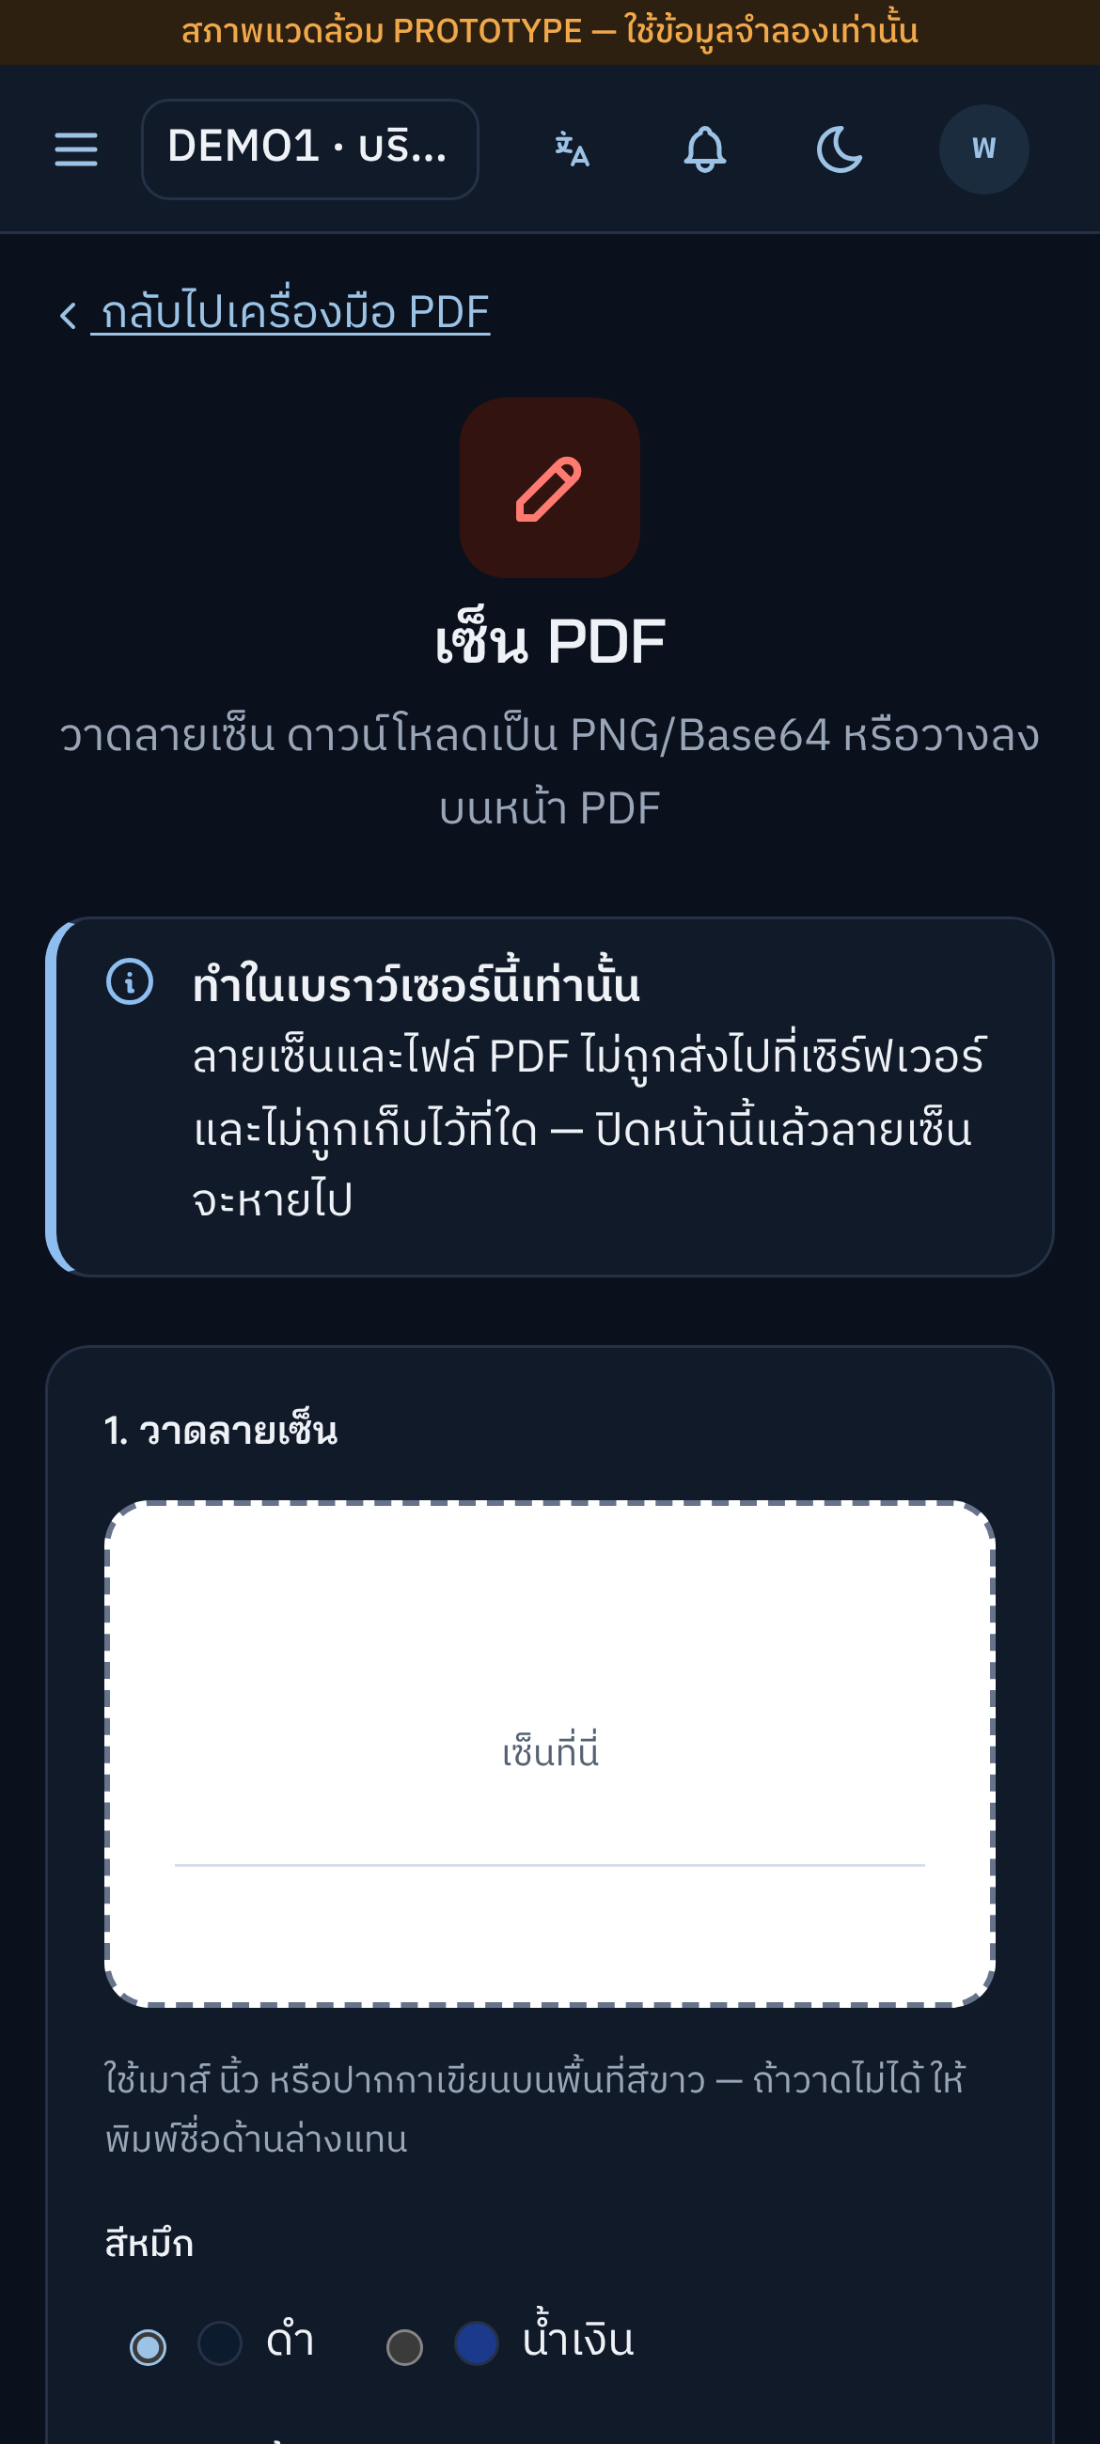 สภาพแวดล้อม PROTOTYPE — ใช้ข้อมูลจำลองเท่านั้น
DEMO1 · บริ...
W
กลับไปเครื่องมือ PDF
เซ็น PDF
วาดลายเซ็น ดาวน์โหลดเป็น PNG/Base64 หรือวางลง
บนหน้า PDF
ทำในเบราว์เซอร์นี้เท่านั้น
ลายเซ็นและไฟล์ PDF ไม่ถูกส่งไปที่เซิร์ฟเวอร์
และไม่ถูกเก็บไว้ที่ใด — ปิดหน้านี้แล้วลายเซ็น
จะหายไป
1. วาดลายเซ็น
เซ็นที่นี่
ใช้เมาส์ นิ้ว หรือปากกาเขียนบนพื้นที่สีขาว — ถ้าวาดไม่ได้ ให้
พิมพ์ชื่อด้านล่างแทน
สีหมึก
ดำ น้ำเงิน